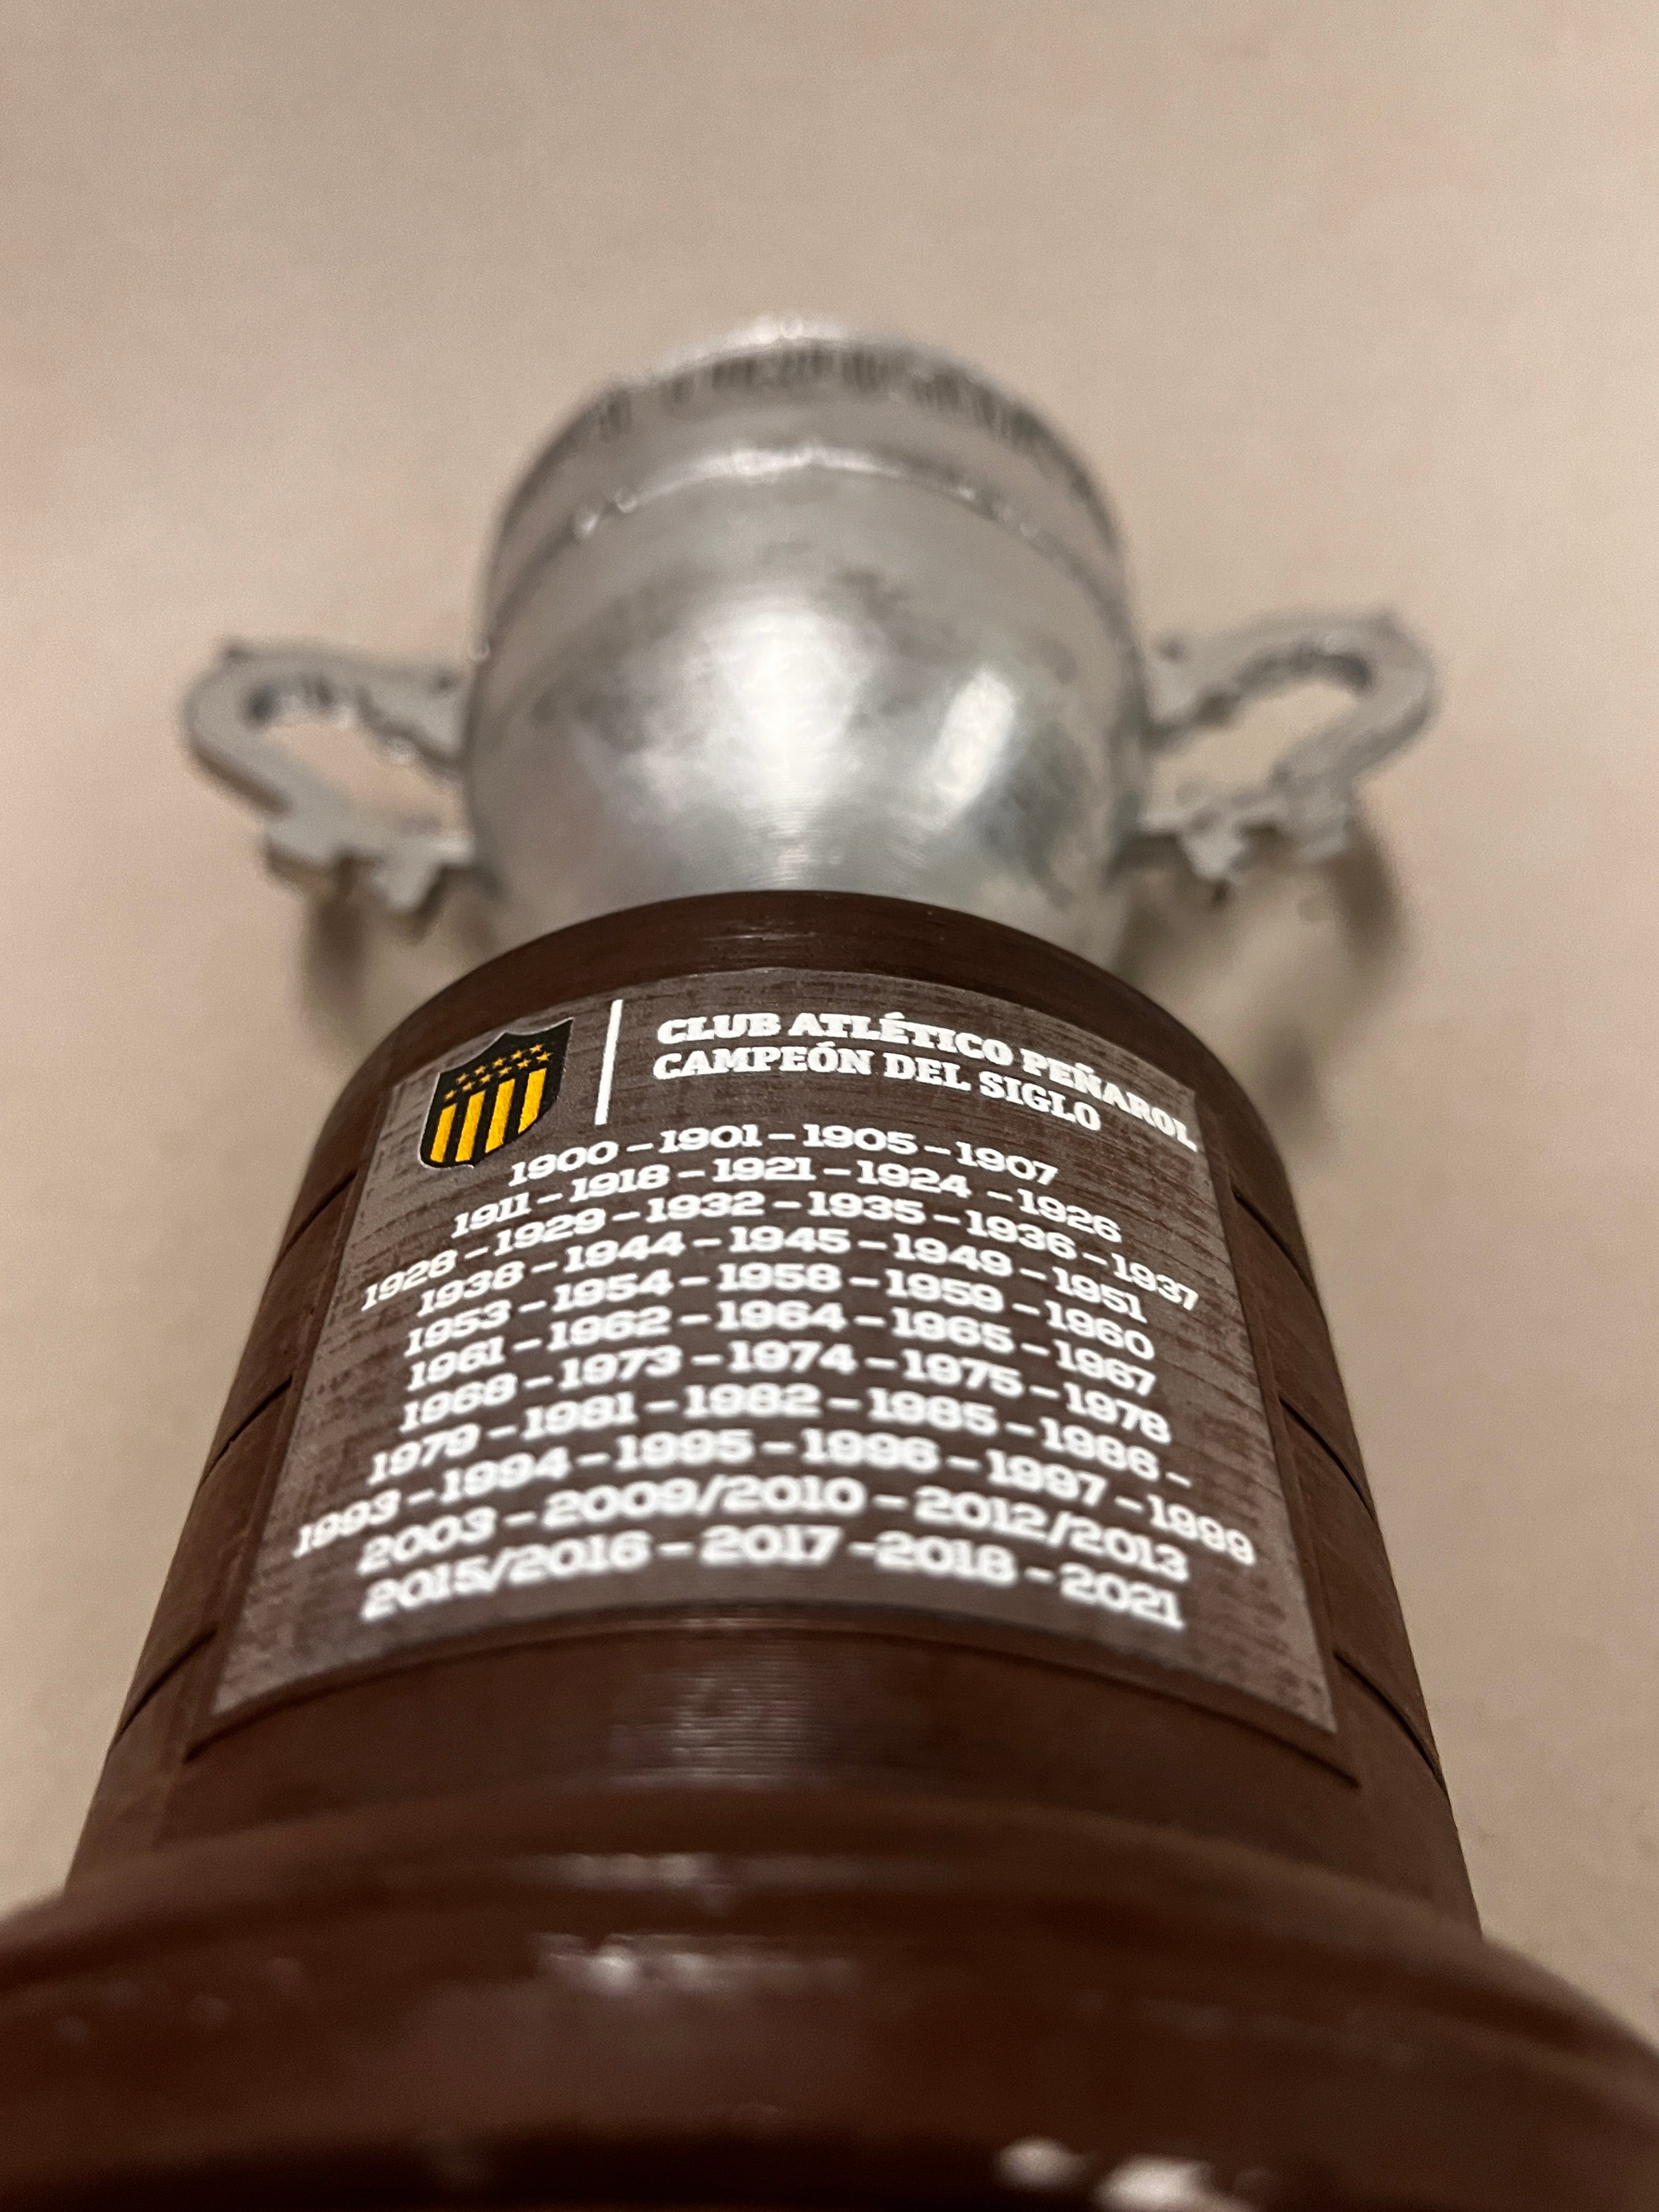 CLUB ATLÉTICO PEÑAROL
CAMPEÓN DEL SIGLO
1900 - 1901 - 1905 - 1907
1911 - 1918 - 1921 - 1924 - 1926
1928 - 1929 - 1932 - 1935 - 1936 - 1937
1938 - 1944 - 1945 - 1949 - 1951
1953 - 1954 - 1958 - 1959 - 1960
1961 - 1962 - 1964 - 1965 - 1967
1968 - 1973 - 1974 - 1975 - 1978
1979 - 1981 - 1982 - 1985 - 1986 -
1993 - 1994 - 1995 - 1996 - 1997 - 1999
2003 - 2009/2010 - 2012/2013
2015/2016 - 2017 -2018 - 2021